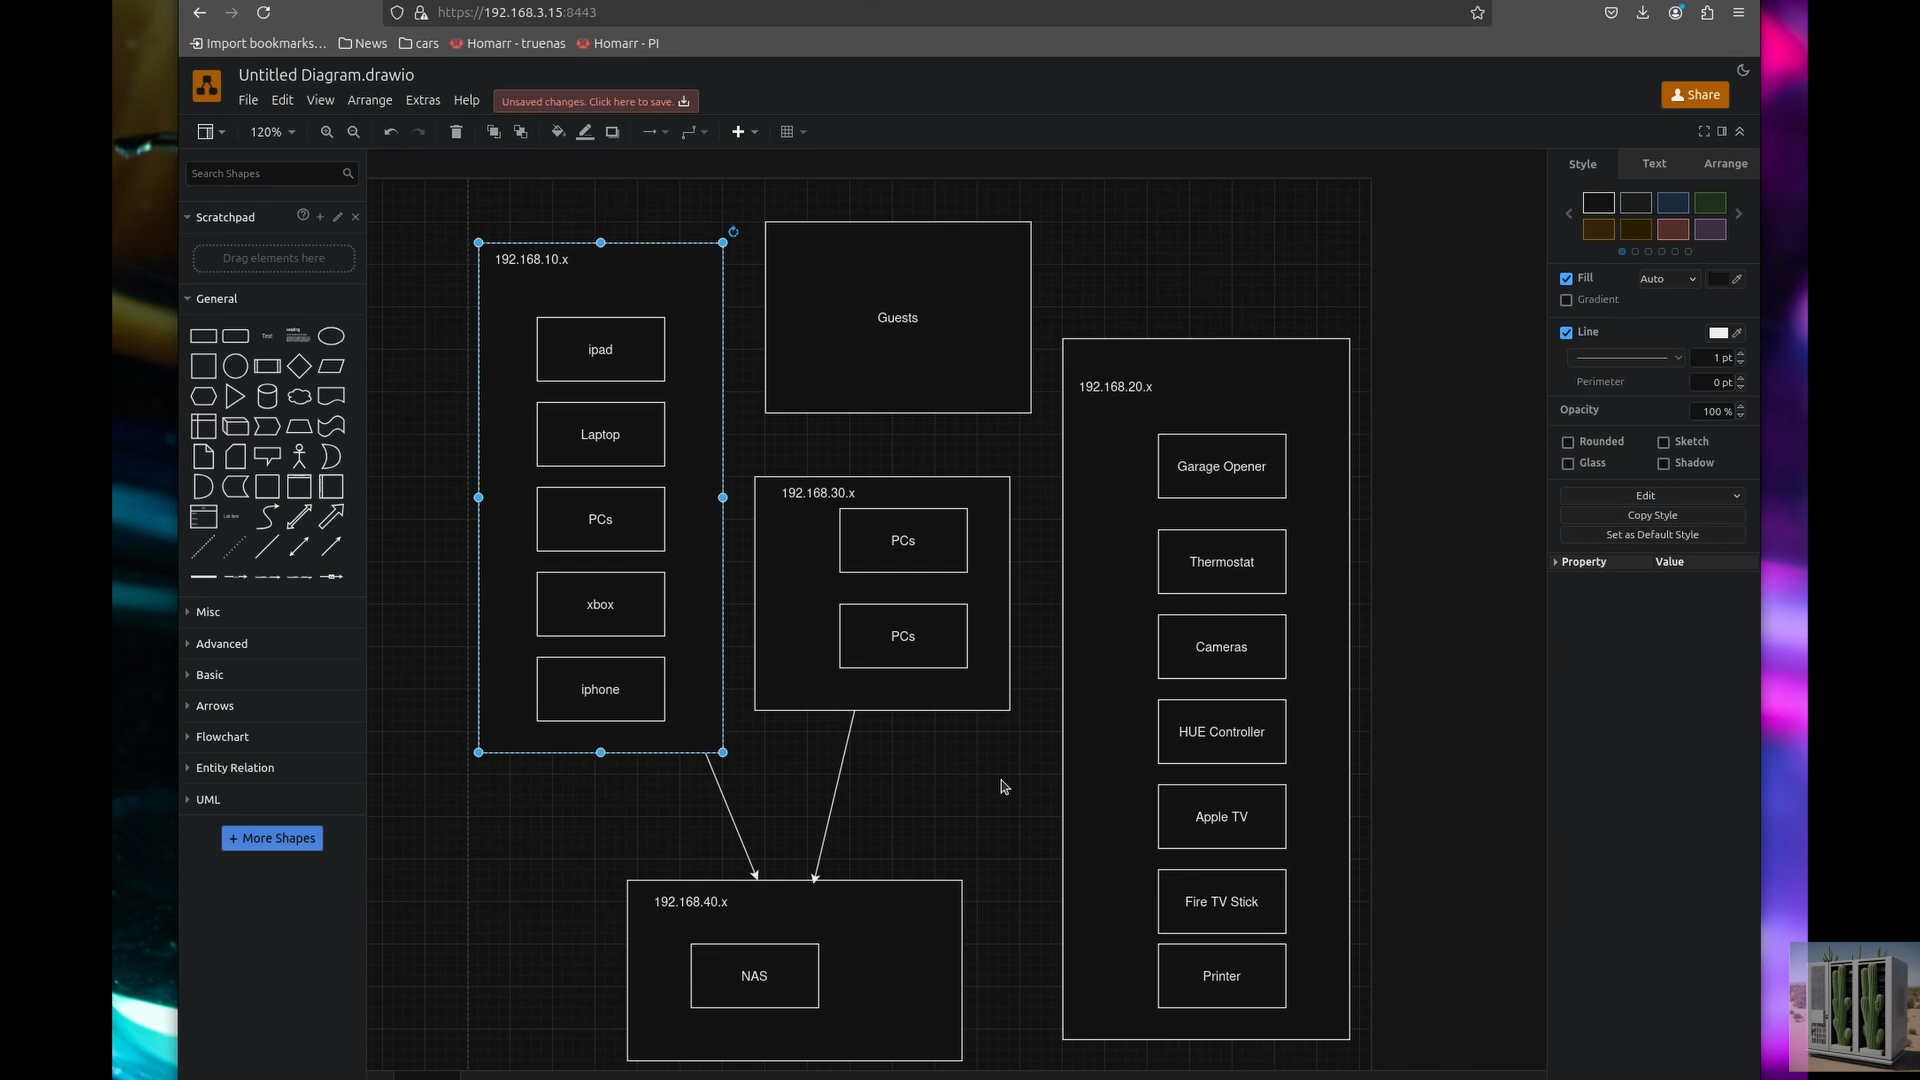 https://192.168.3.15:8443
Import bookmarks... News cars Homarr - truenas Homarr - PI
Untitled Diagram.drawio
File Edit View Arrange Extras Help Unsaved changes. Click here to save.
Share
120%
Search Shapes
Scratchpad
Drag elements here
General
Text
Heading
List Item
Misc
Advanced
Basic
Arrows
Flowchart
Entity Relation
UML
+ More Shapes
192.168.10.x
ipad
Laptop
PCs
xbox
iphone
Guests
192.168.30.x
PCs
PCs
192.168.40.x
NAS
192.168.20.x
Garage Opener
Thermostat
Cameras
HUE Controller
Apple TV
Fire TV Stick
Printer
Style Text Arrange
Fill Auto
Gradient
Line
1 pt
Perimeter 0 pt
Opacity 100 %
Rounded Sketch
Glass Shadow
Edit
Copy Style
Set as Default Style
Property Value